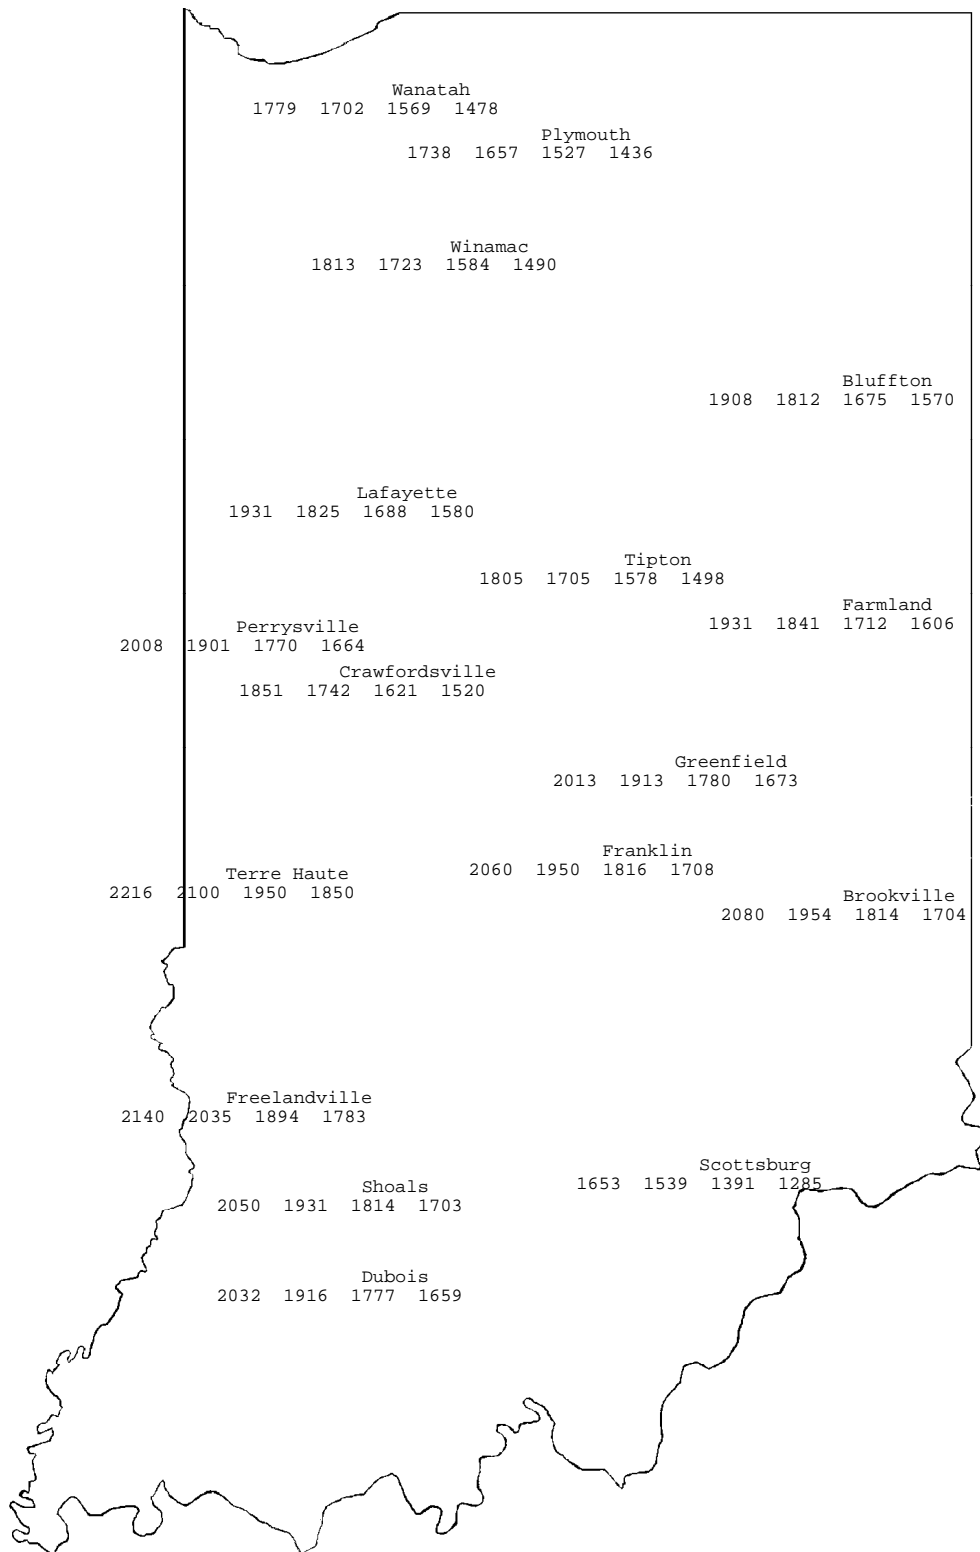 Wanatah
1779 1702 1569 1478
Plymouth
1738 1657 1527 1436
Winamac
1813 1723 1584 1490
Bluffton
1908 1812 1675 1570
Lafayette
1931 1825 1688 1580
Tipton
1805 1705 1578 1498
Farmland
1931 1841 1712 1606
Perrysville
2008 1901 1770 1664
Crawfordsville
1851 1742 1621 1520
Greenfield
2013 1913 1780 1673
Franklin
2060 1950 1816 1708
Terre Haute
2216 2100 1950 1850
Brookville
2080 1954 1814 1704
Freelandville
2140 2035 1894 1783
Scottsburg
1653 1539 1391 1285
Shoals
2050 1931 1814 1703
Dubois
2032 1916 1777 1659